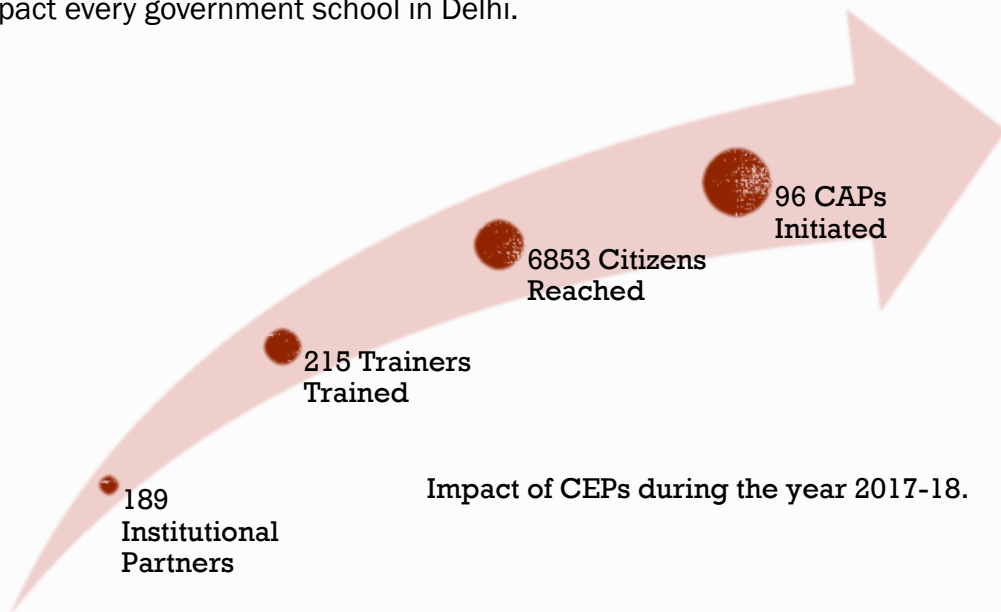 pact every government school in Delhi.
96 CAPs
Initiated
6853 Citizens
Reached
215 Trainers
Trained
189
Institutional
Partners
Impact of CEPs during the year 2017-18.